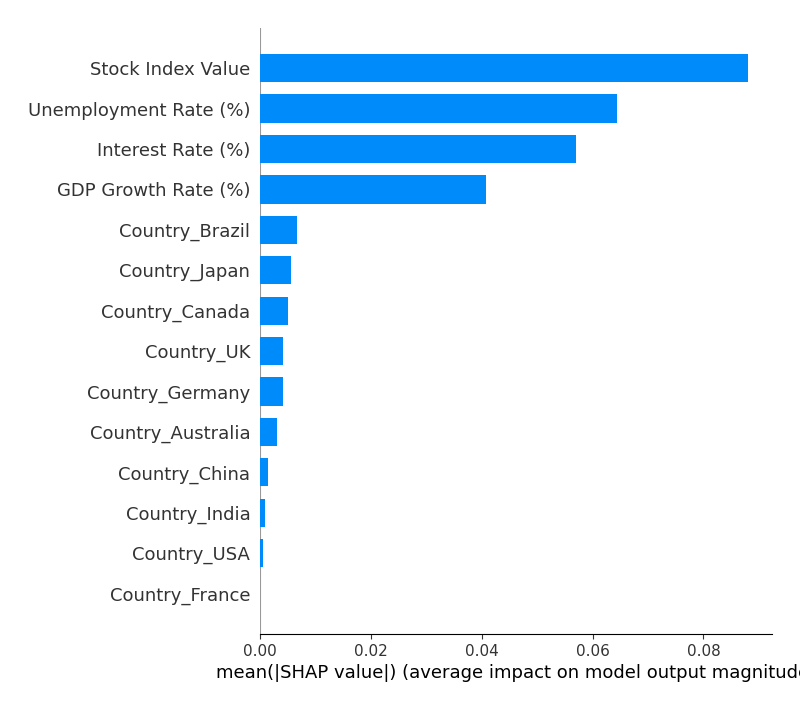 Stock Index Value
Unemployment Rate (%)
Interest Rate (%)
GDP Growth Rate (%)
Country_Brazil
Country_Japan
Country_Canada
Country_UK
Country_Germany
Country_Australia
Country_China
Country_India
Country_USA
Country_France
0.00 0.02 0.04 0.06 0.08
mean(|SHAP value|) (average impact on model output magnitude